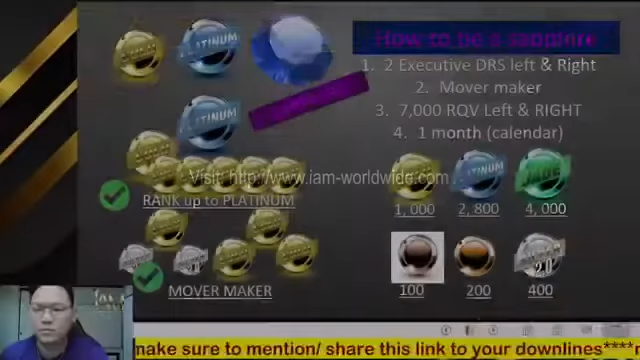 GOLD
PLATINUM
How to be a sapphire
1. 2 Executive DRS left & Right
2. Mover maker
3. 7,000 RQV Left & RIGHT
4. 1 month (calendar)
PLATINUM
Visit: http://www.iam-worldwide.com
RANK up to PLATINUM
PLATINUM
1,000
2,800
4,000
MOVER MAKER
100
200
400
make sure to mention/ share this link to your downlines****